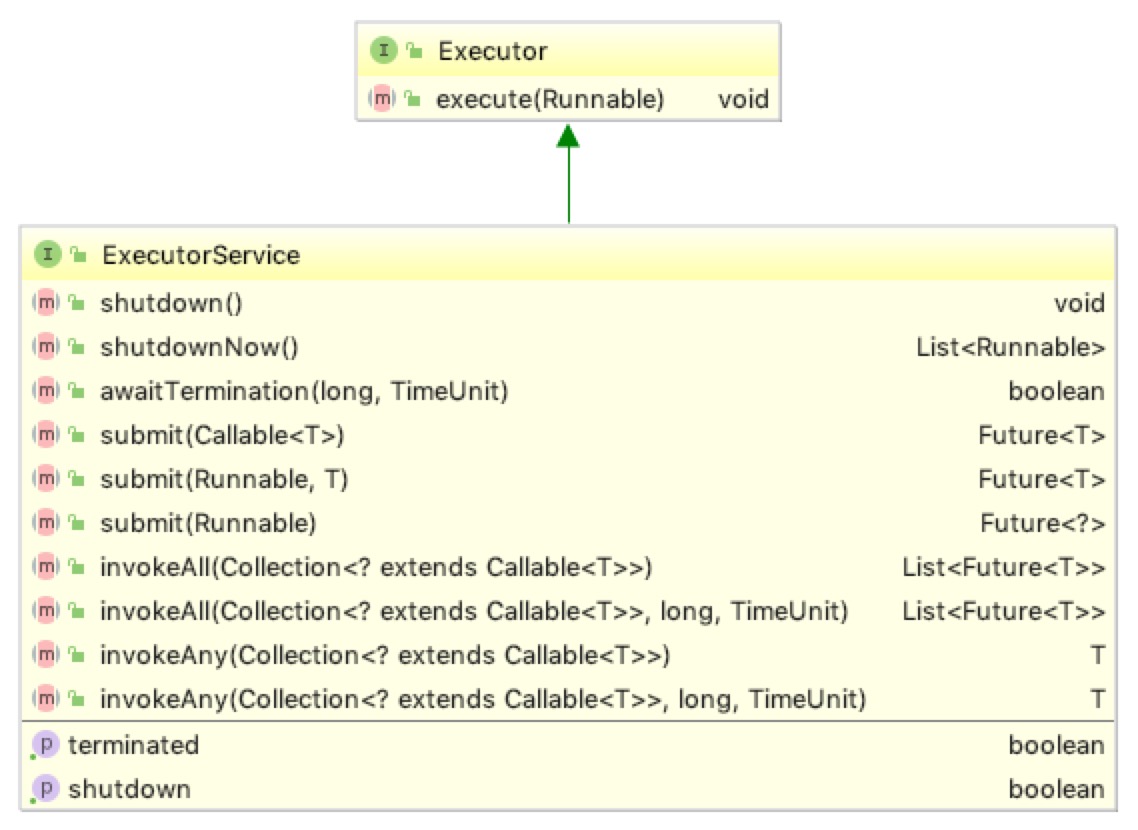 I Executor
m execute(Runnable) void
I ExecutorService
m shutdown() void
m shutdownNow() List<Runnable>
m awaitTermination(long, TimeUnit) boolean
m submit(Callable<T>) Future<T>
m submit(Runnable, T) Future<T>
m submit(Runnable) Future<?>
m invokeAll(Collection<? extends Callable<T>>) List<Future<T>>
m invokeAll(Collection<? extends Callable<T>>, long, TimeUnit) List<Future<T>>
m invokeAny(Collection<? extends Callable<T>>) T
m invokeAny(Collection<? extends Callable<T>>, long, TimeUnit) T
p terminated boolean
p shutdown boolean